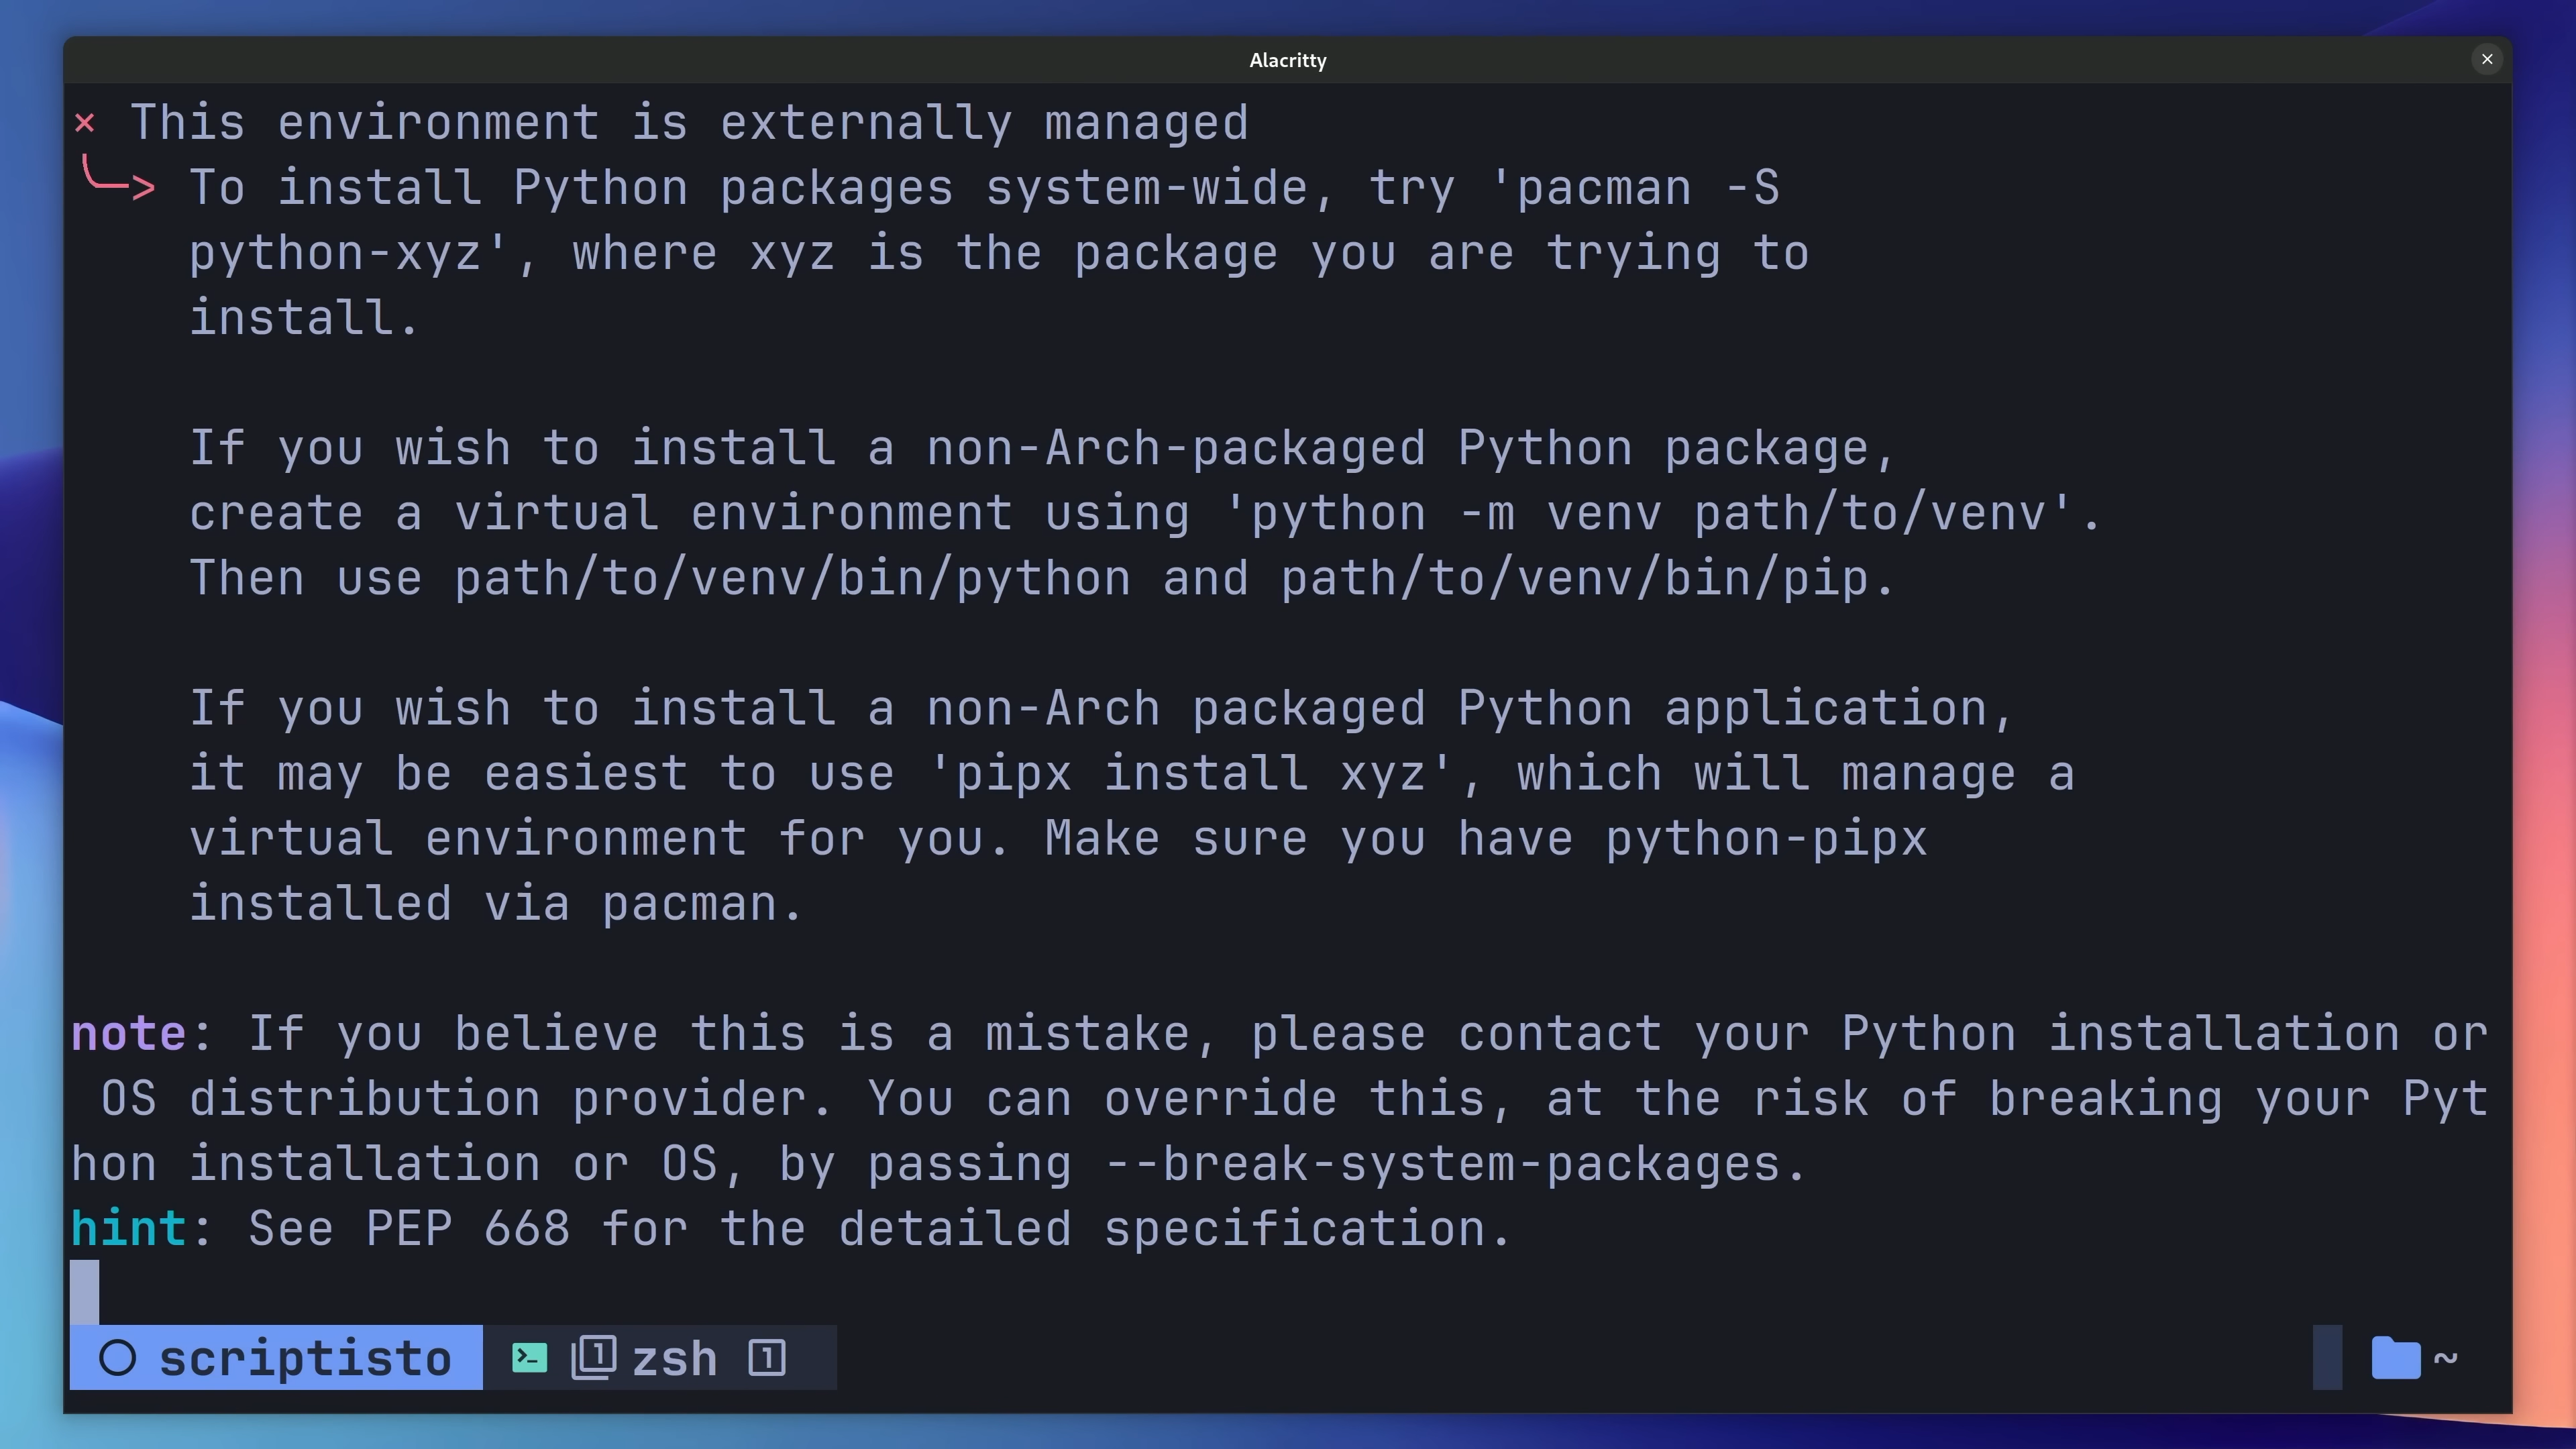 Alacritty
× This environment is externally managed
╰─> To install Python packages system-wide, try 'pacman -S
python-xyz', where xyz is the package you are trying to
install.
If you wish to install a non-Arch-packaged Python package,
create a virtual environment using 'python -m venv path/to/venv'.
Then use path/to/venv/bin/python and path/to/venv/bin/pip.
If you wish to install a non-Arch packaged Python application,
it may be easiest to use 'pipx install xyz', which will manage a
virtual environment for you. Make sure you have python-pipx
installed via pacman.
note: If you believe this is a mistake, please contact your Python installation or
OS distribution provider. You can override this, at the risk of breaking your Pyt
hon installation or OS, by passing --break-system-packages.
hint: See PEP 668 for the detailed specification.
scriptisto 1 zsh 1 ~